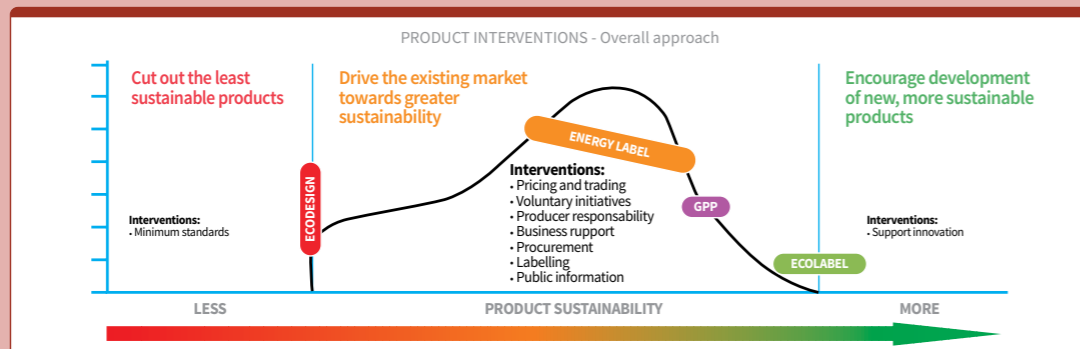 PRODUCT INTERVENTIONS - Overall approach
Cut out the least
sustainable products
Drive the existing market
towards greater
sustainability
Encourage development
of new, more sustainable
products
ENERGY LABEL
ECODESIGN
Interventions:
• Minimum standards
Interventions:
• Pricing and trading
• Voluntary initiatives
• Producer responsability
• Business rupport
• Procurement
• Labelling
• Public information
GPP
Interventions:
• Support innovation
ECOLABEL
LESS
PRODUCT SUSTAINABILITY
MORE